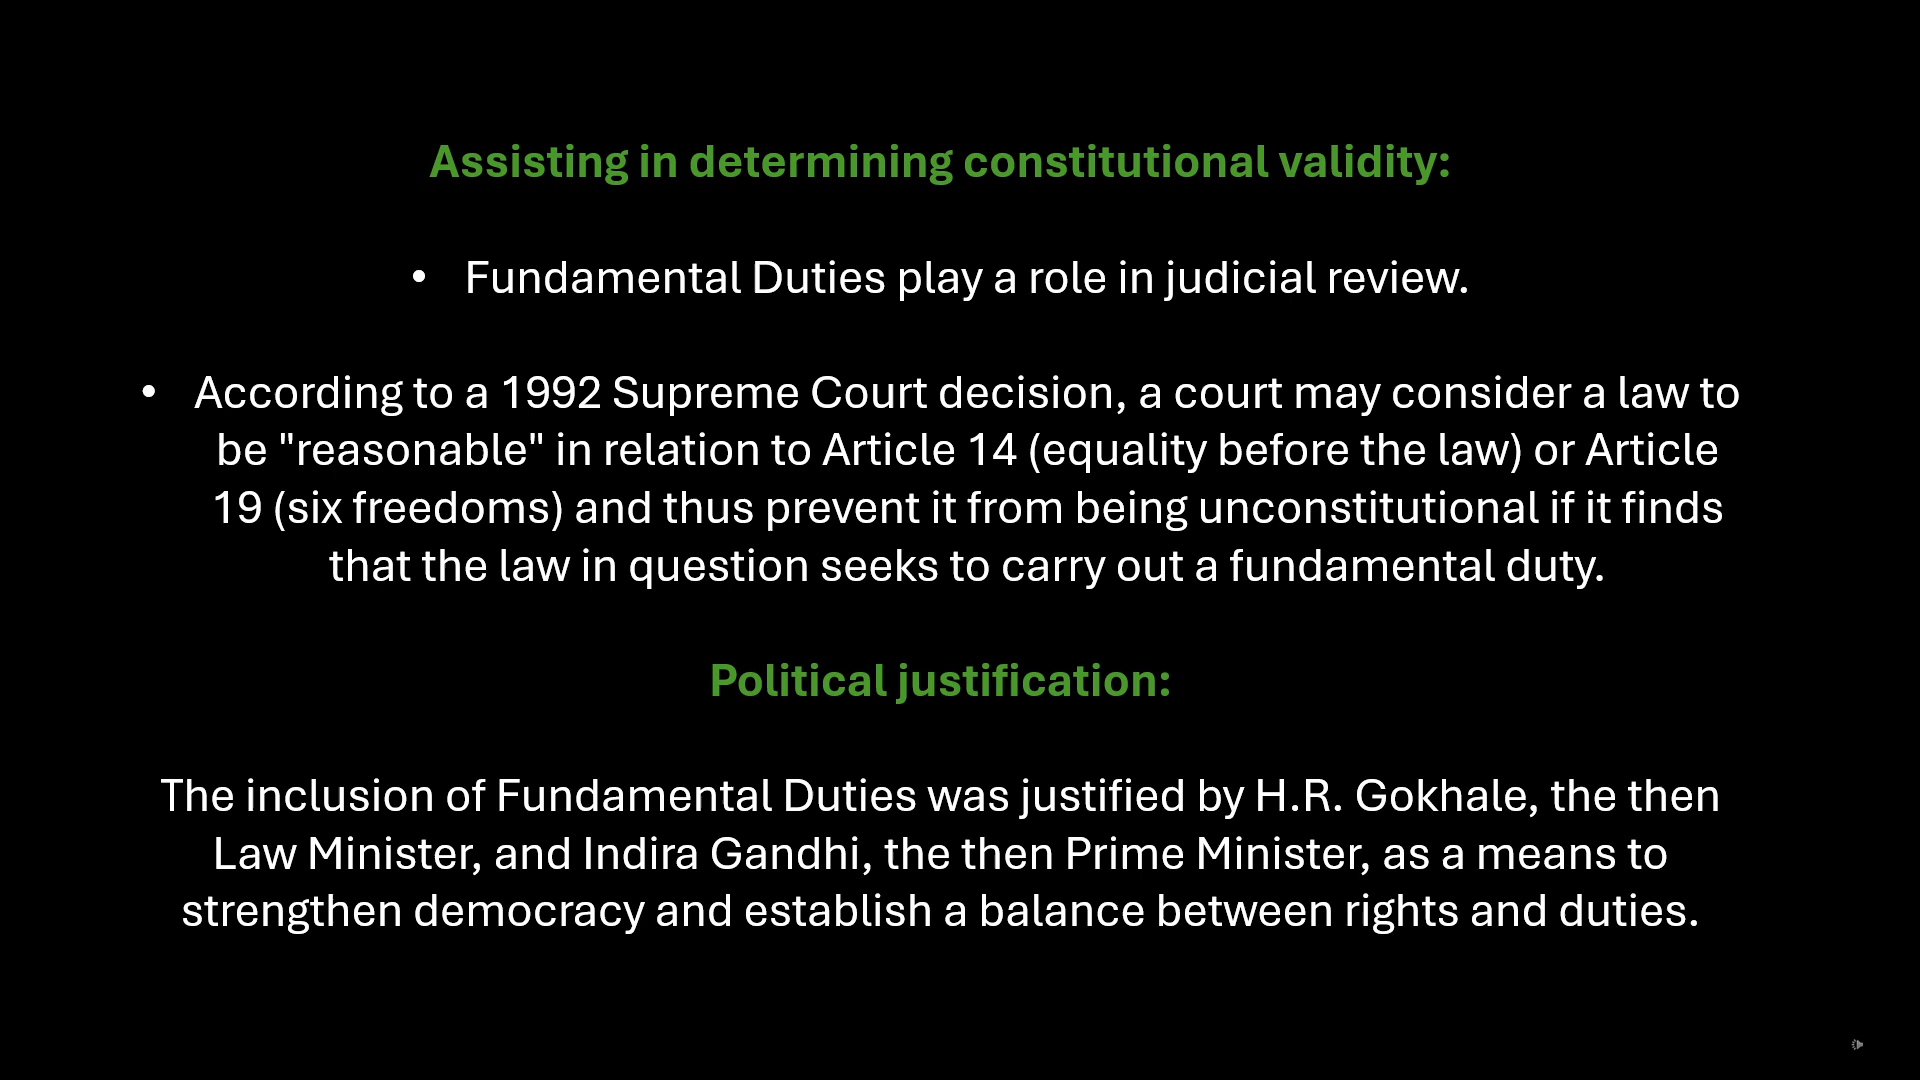 Assisting in determining constitutional validity:
• Fundamental Duties play a role in judicial review.
• According to a 1992 Supreme Court decision, a court may consider a law to
be "reasonable" in relation to Article 14 (equality before the law) or Article
19 (six freedoms) and thus prevent it from being unconstitutional if it finds
that the law in question seeks to carry out a fundamental duty.
Political justification:
The inclusion of Fundamental Duties was justified by H.R. Gokhale, the then
Law Minister, and Indira Gandhi, the then Prime Minister, as a means to
strengthen democracy and establish a balance between rights and duties.